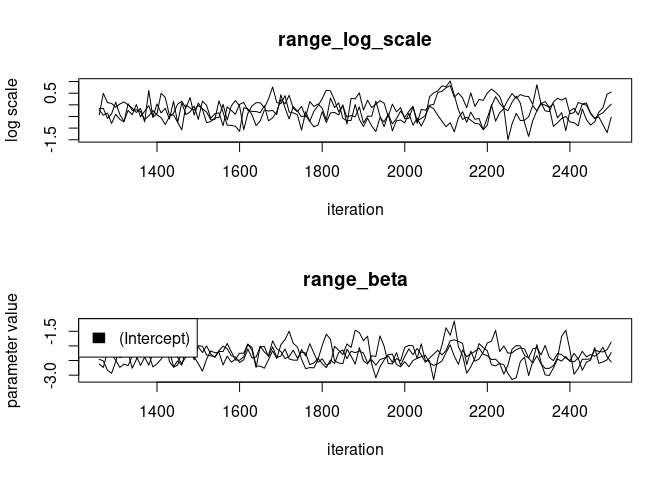 range_log_scale
log scale
0.5
-1.5
1400 1600 1800 2000 2200 2400
iteration
range_beta
parameter value
-1.5
-3.0
(Intercept)
1400 1600 1800 2000 2200 2400
iteration